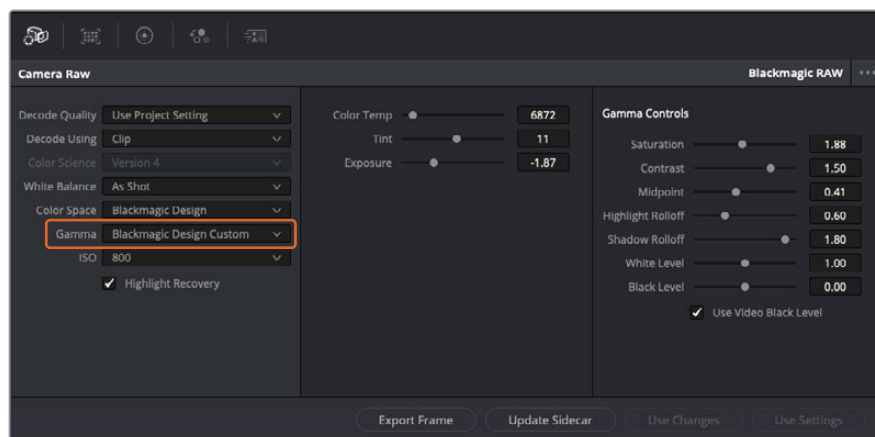 Camera Raw
Blackmagic RAW
Decode Quality Use Project Setting
Decode Using Clip
Color Science Version 4
White Balance As Shot
Color Space Blackmagic Design
Gamma Blackmagic Design Custom
ISO 800
Highlight Recovery
Color Temp 6872
Tint 11
Exposure -1.87
Gamma Controls
Saturation 1.88
Contrast 1.50
Midpoint 0.41
Highlight Rolloff 0.60
Shadow Rolloff 1.80
White Level 1.00
Black Level 0.00
Use Video Black Level
Export Frame
Update Sidecar
Use Changes
Use Settings